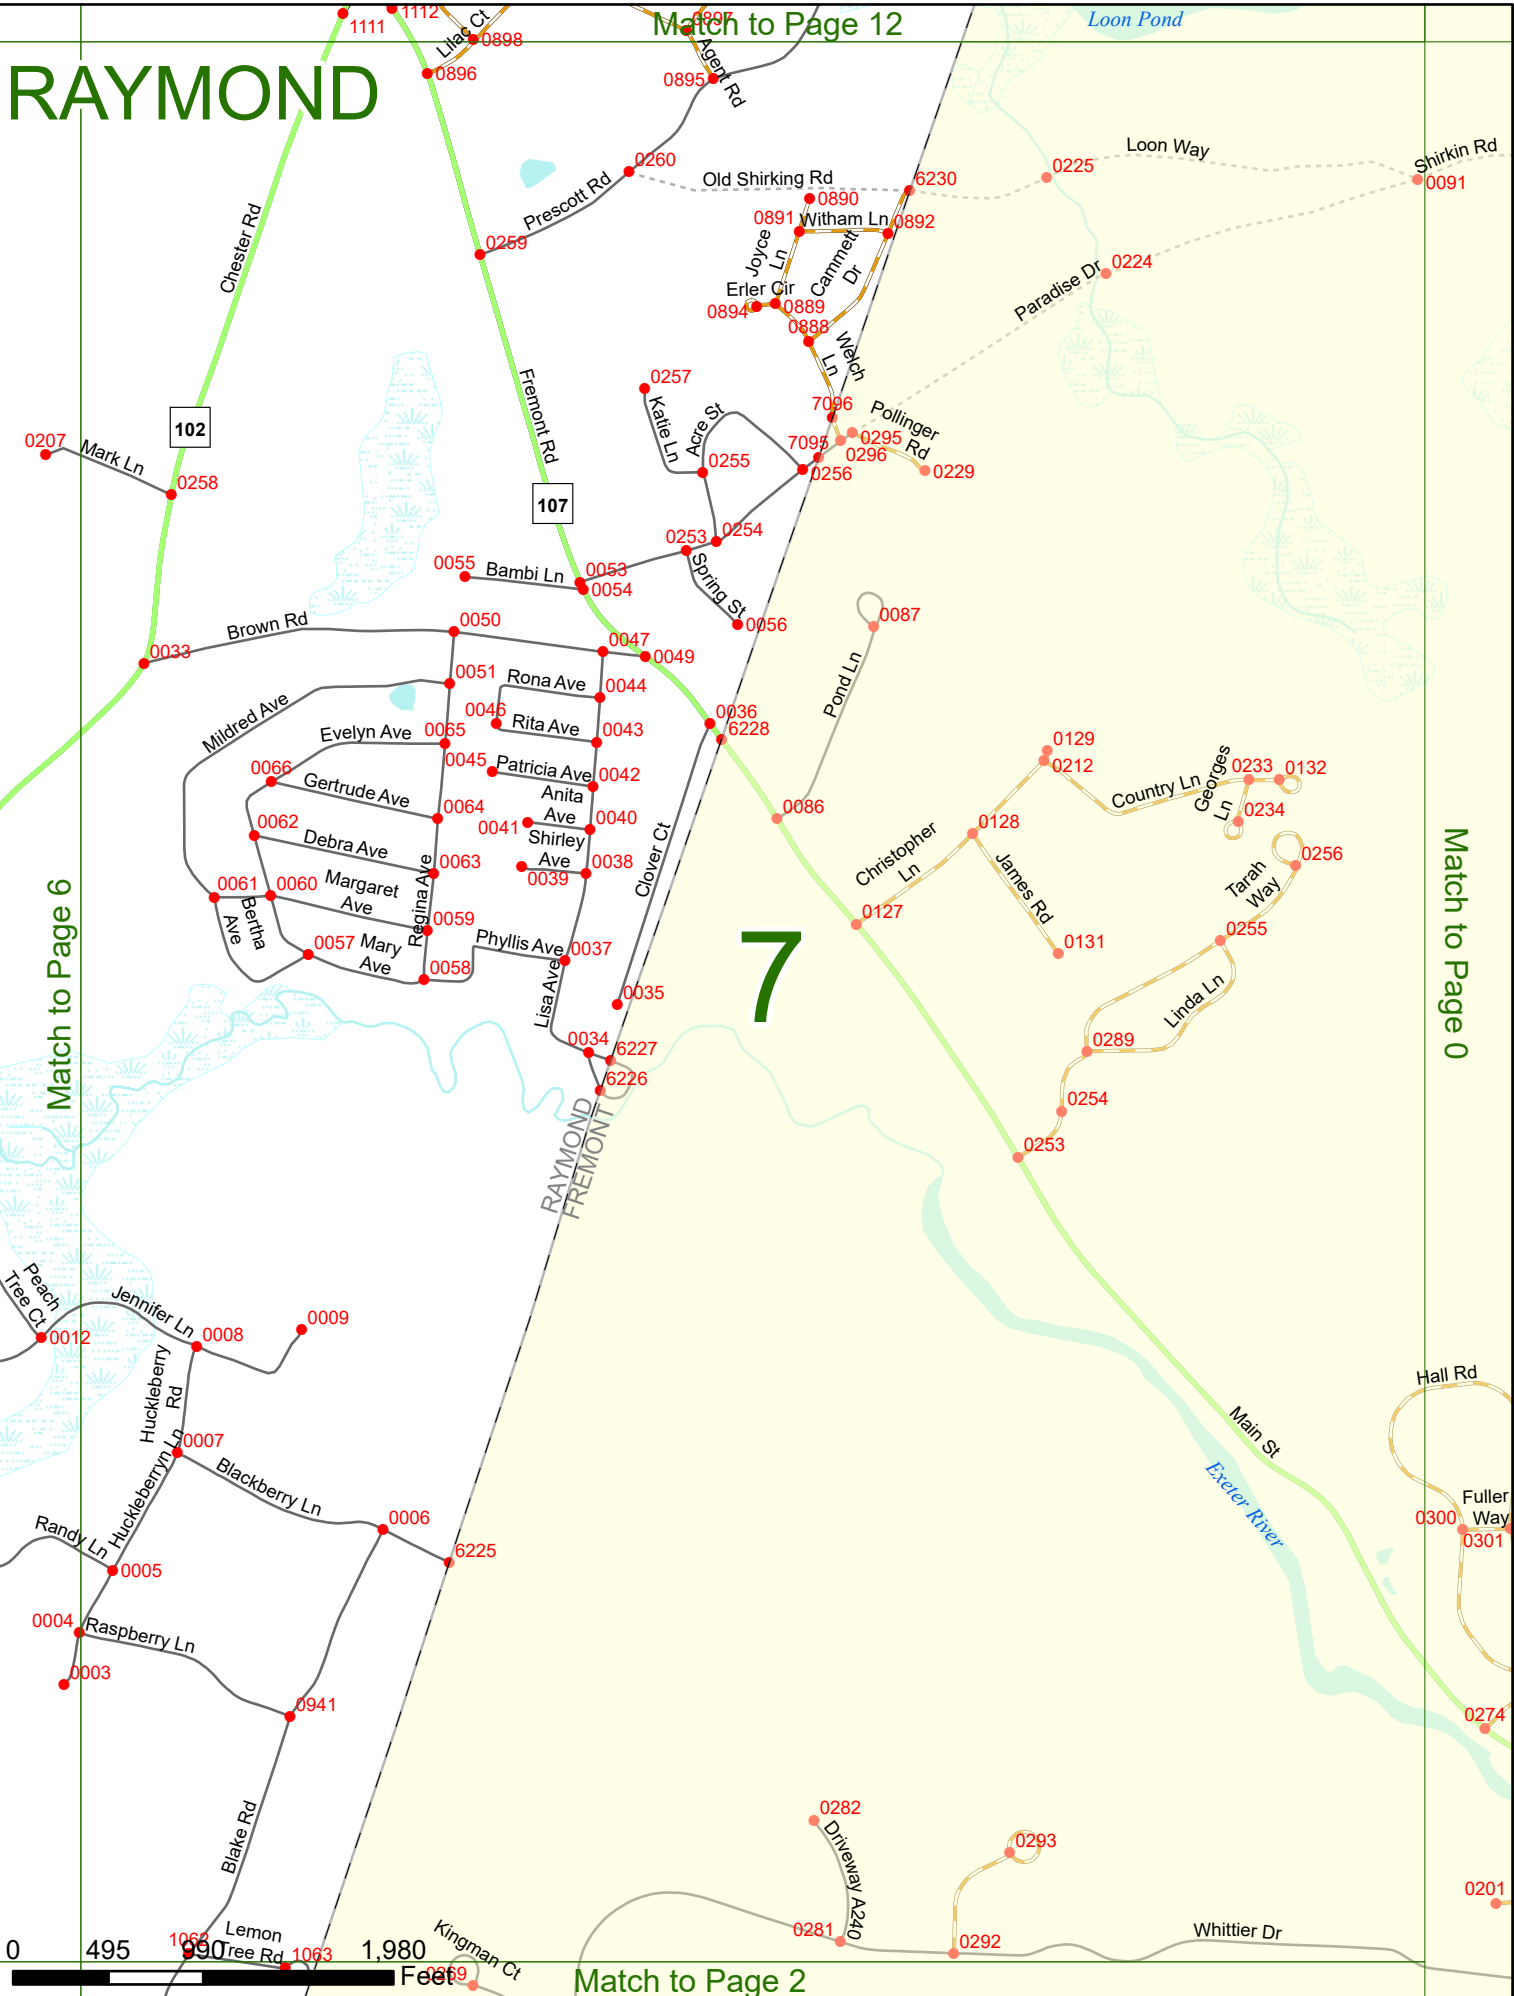 Match to Page 12
Loon Pond
1111
1112
Lilac Ct
0898
0897
Agent Rd
0896
0895
RAYMOND
0260
Prescott Rd
Old Shirking Rd
6230
0225
Loon Way
Shirkin Rd
0091
0890
0891
Witham Ln
0892
0259
Chester Rd
Joyce
Ln
Cammett
Dr
Erler Cir
0894
0889
0888
Paradise Dr
0224
Welch
Ln
Fremont Rd
0257
Katie Ln
Acre St
7096
Pollinger
Rd
0295
0296
7095
0229
0256
0255
102
0207
Mark Ln
0258
107
0254
0253
Spring St
0055
Bambi Ln
0053
0054
0056
0087
Pond Ln
Brown Rd
0033
0050
0047
0049
0051
Rona Ave
0044
0046
Rita Ave
0043
0036
6228
Mildred Ave
Evelyn Ave
0065
0045
Patricia Ave
0042
0066
Gertrude Ave
0064
Anita
Ave
0040
0041
Shirley
Ave
0038
0039
0062
Debra Ave
0063
0061
0060
Margaret
Ave
Regina Ave
0059
Bertha
Ave
0057
Mary
Ave
0058
Phyllis Ave
0037
Lisa Ave
Clover Ct
0035
0034
6227
6226
0086
0129
0212
Country Ln
Georges
Ln
0233
0132
0234
0128
Christopher
Ln
James Rd
0127
0131
0256
Tarah
Way
0255
Linda Ln
0289
0254
0253
Match to Page 6
7
Match to Page 0
RAYMOND
FREMONT
Peach
Tree Ct
0012
Jennifer Ln
0008
0009
Huckleberry
Rd
0007
Huckleberryn Ln
Blackberry Ln
0006
6225
Randy Ln
0005
0004
Raspberry Ln
0003
0941
Blake Rd
Main St
Exeter River
Hall Rd
Fuller
Way
0300
0301
0274
0282
Driveway A240
0281
0293
0292
0201
Whittier Dr
1062
Lemon
Tree Rd
1063
Kingman Ct
0269
0
495
990
1,980
Feet
Match to Page 2